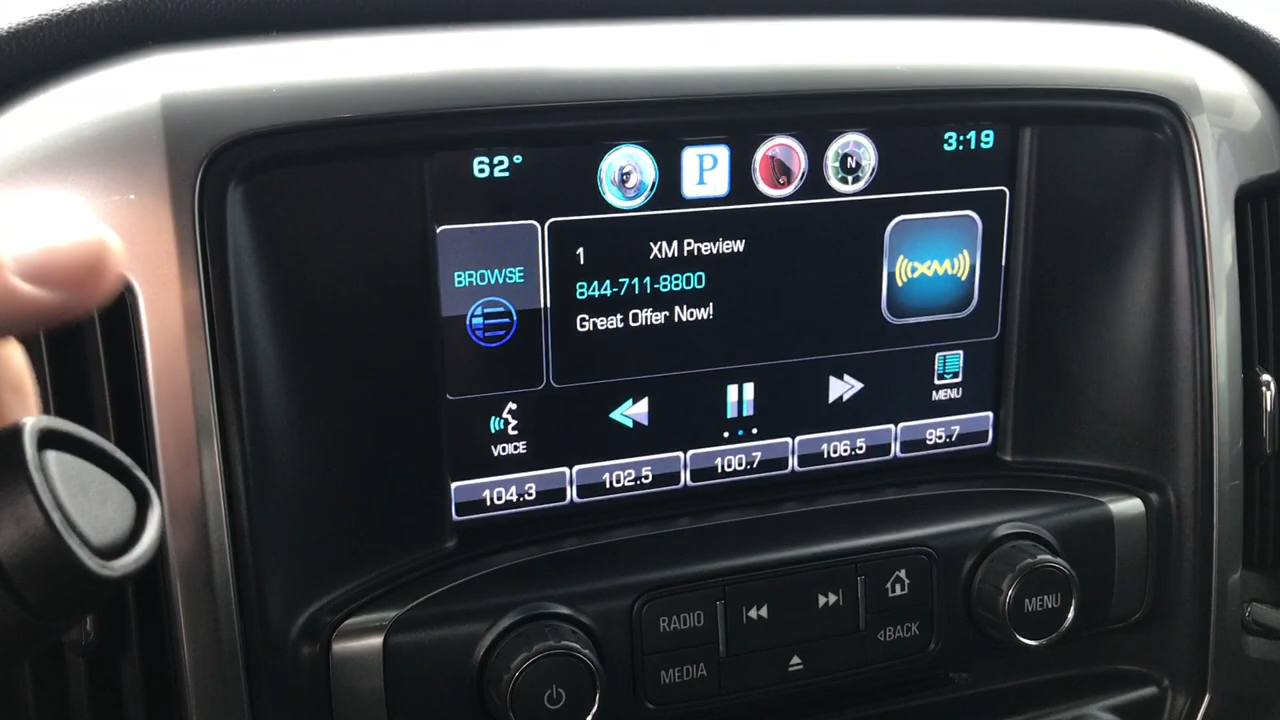 62°
P
N
3:19
BROWSE
1 XM Preview
844-711-8800
Great Offer Now!
((XM))
VOICE
MENU
104.3
102.5
100.7
106.5
95.7
RADIO
MEDIA
BACK
MENU